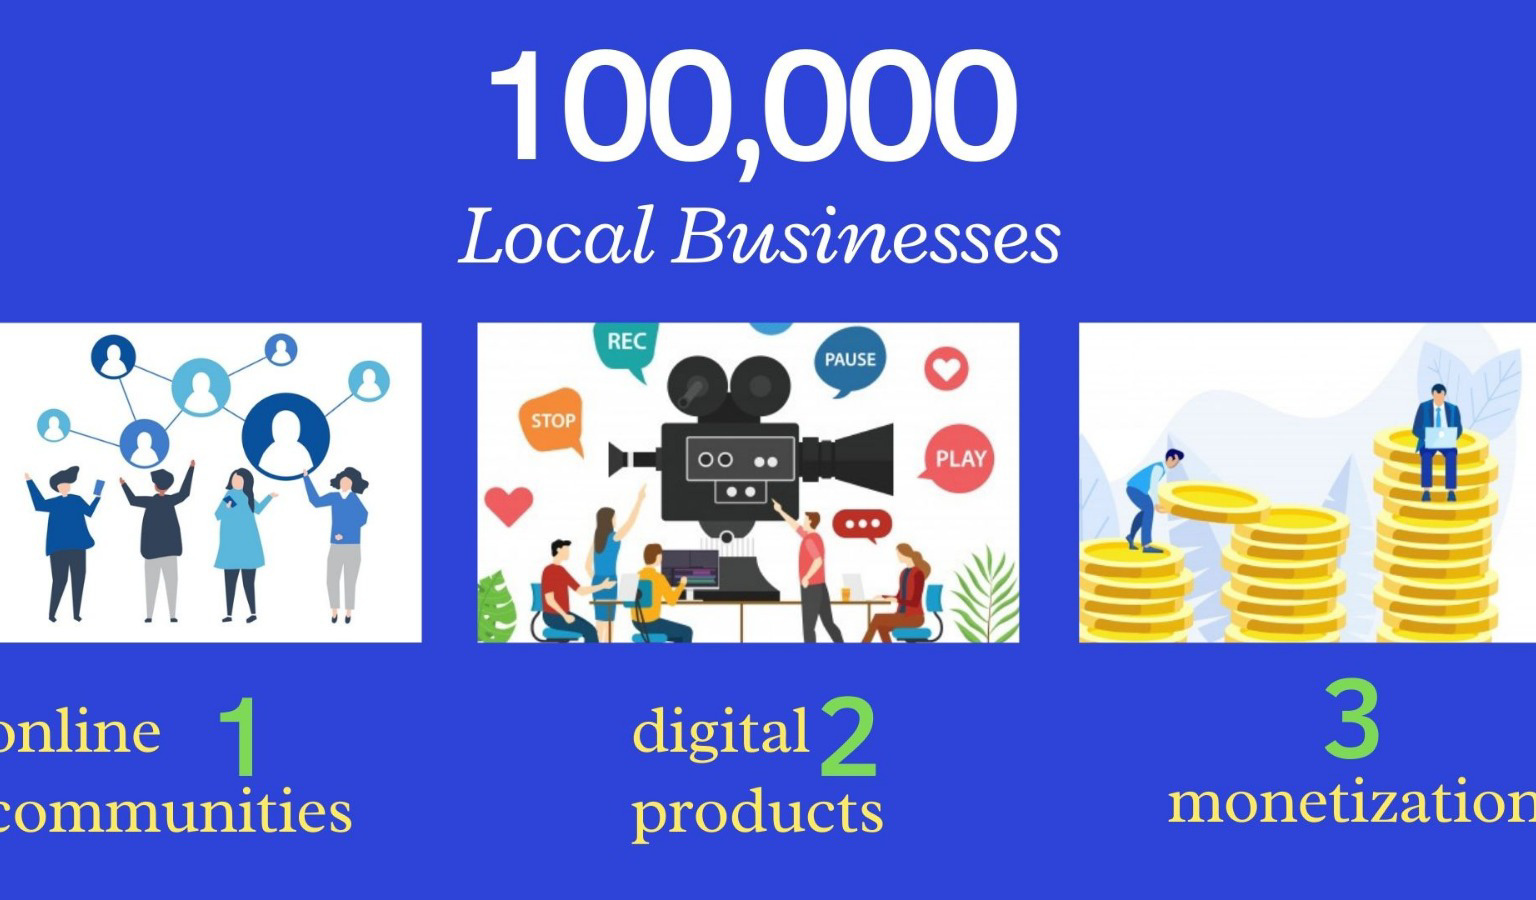 100,000
Local Businesses
REC
PAUSE
STOP
PLAY
online 1
communities
digital 2
products
3
monetization